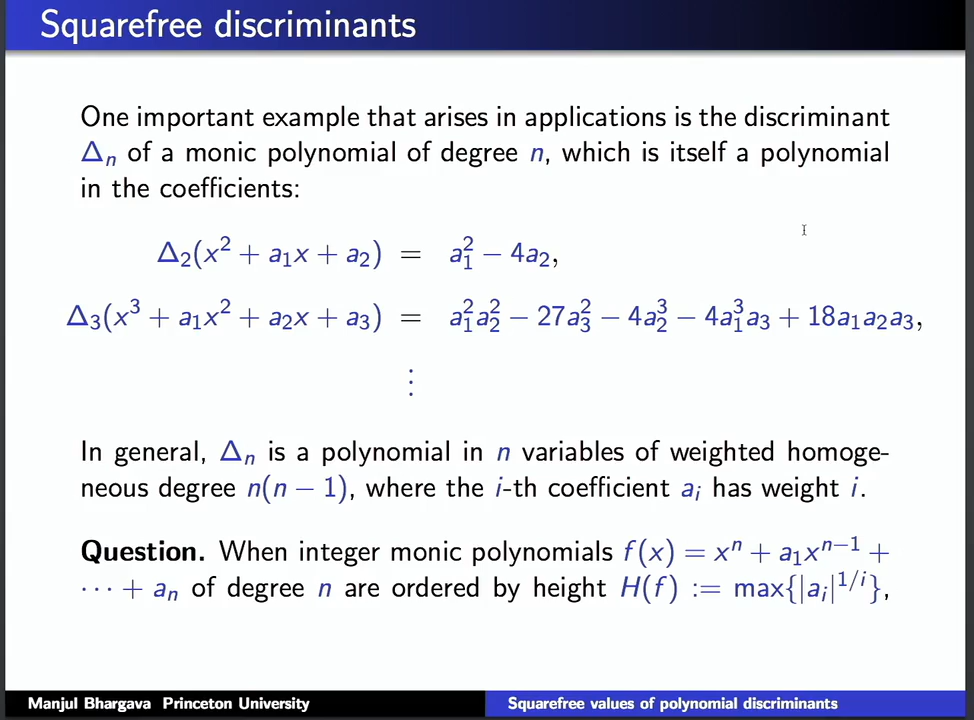 Squarefree discriminants
One important example that arises in applications is the discriminant
Δₙ of a monic polynomial of degree n, which is itself a polynomial
in the coefficients:
Δ₂(x² + a₁x + a₂) = a₁² − 4a₂,
Δ₃(x³ + a₁x² + a₂x + a₃) = a₁²a₂² − 27a₃² − 4a₂³ − 4a₁³a₃ + 18a₁a₂a₃,
⋮
In general, Δₙ is a polynomial in n variables of weighted homoge-
neous degree n(n − 1), where the i-th coefficient aᵢ has weight i.
Question. When integer monic polynomials f(x) = xⁿ + a₁xⁿ⁻¹ +
⋯ + aₙ of degree n are ordered by height H(f) := max{|aᵢ|^{1/i}},
Manjul Bhargava Princeton University
Squarefree values of polynomial discriminants